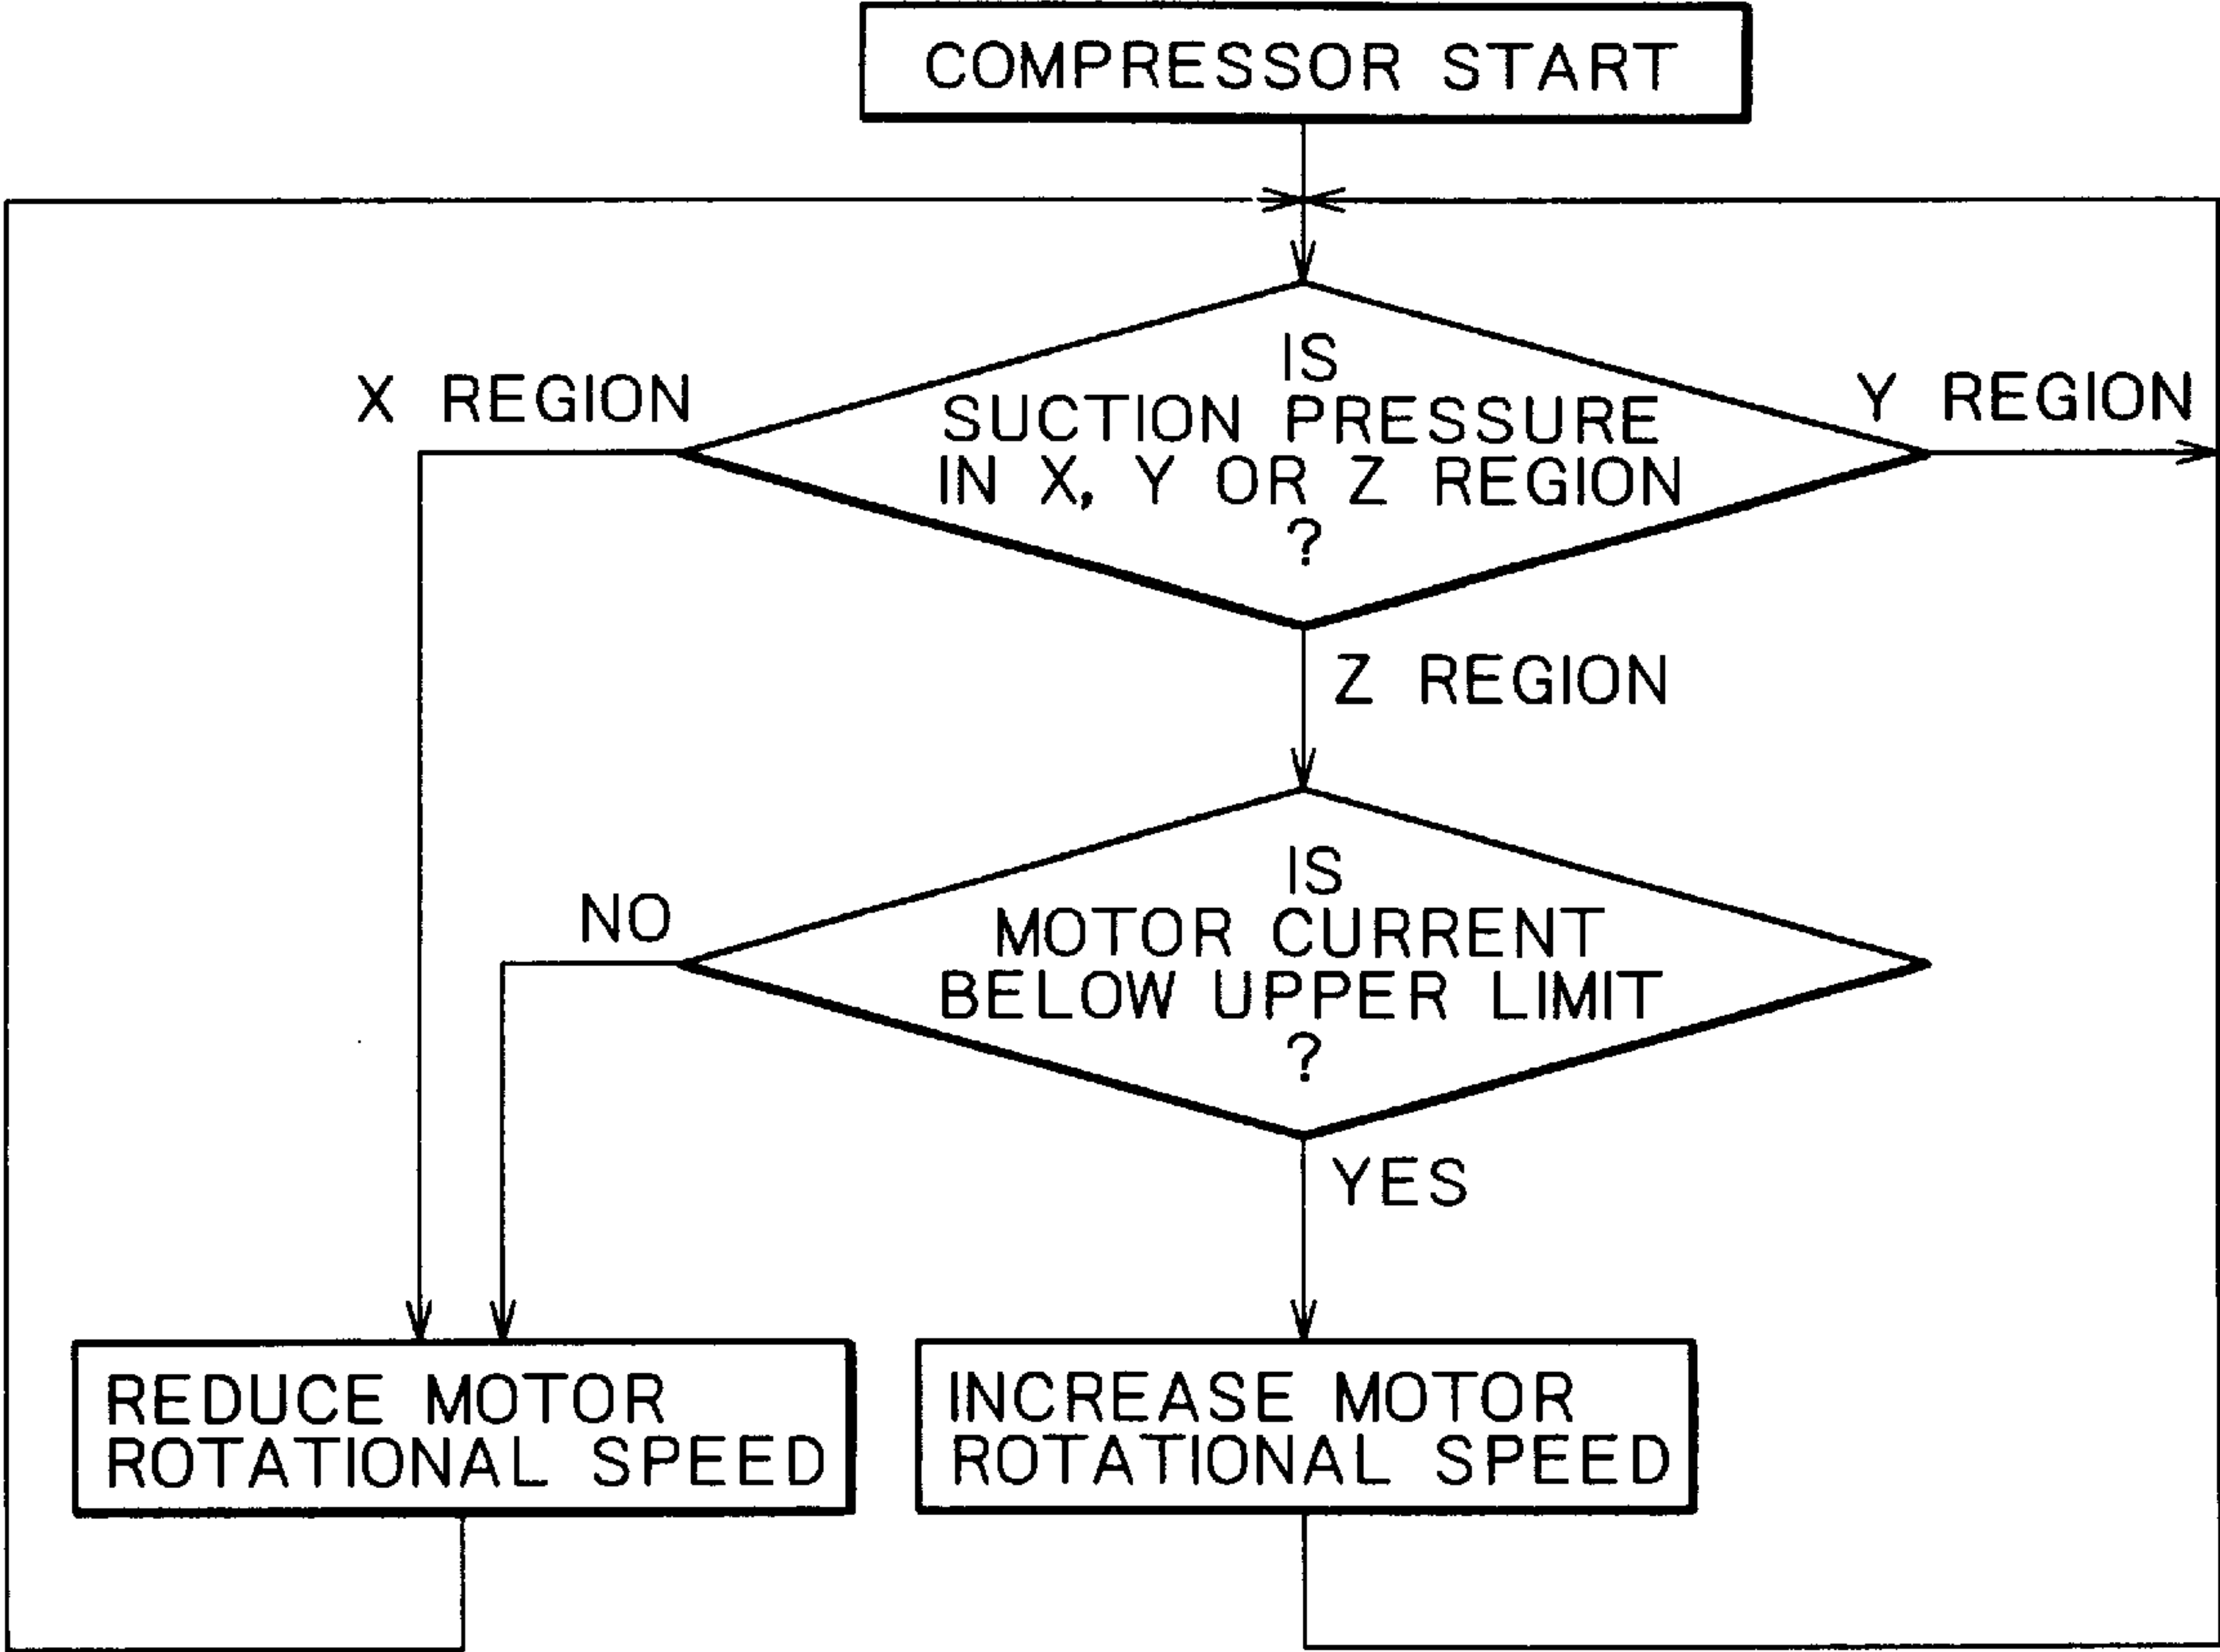 COMPRESSOR START
IS
SUCTION PRESSURE
IN X, Y OR Z REGION
?
X REGION
Y REGION
Z REGION
IS
MOTOR CURRENT
BELOW UPPER LIMIT
?
NO
YES
REDUCE MOTOR
ROTATIONAL SPEED
INCREASE MOTOR
ROTATIONAL SPEED